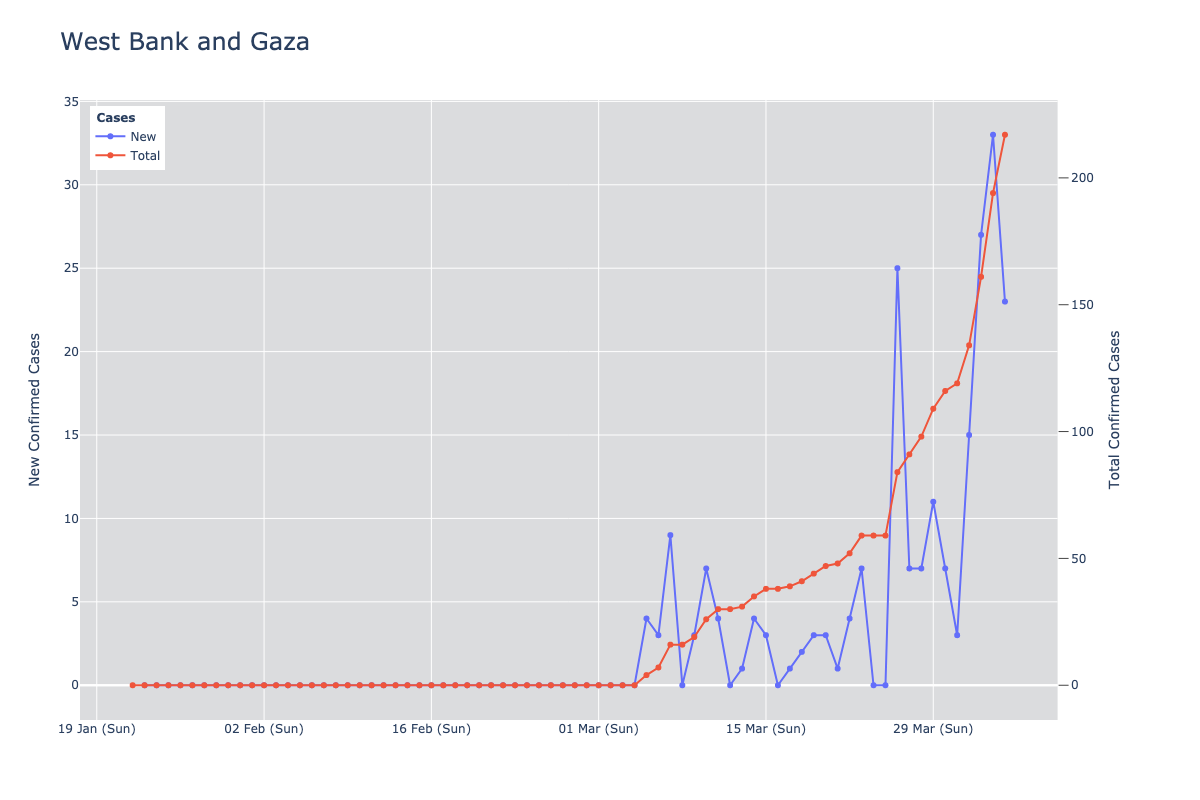 West Bank and Gaza
Cases
New
Total
35
30
25
20
15
10
5
0
New Confirmed Cases
200
150
100
50
0
Total Confirmed Cases
19 Jan (Sun) 02 Feb (Sun) 16 Feb (Sun) 01 Mar (Sun) 15 Mar (Sun) 29 Mar (Sun)